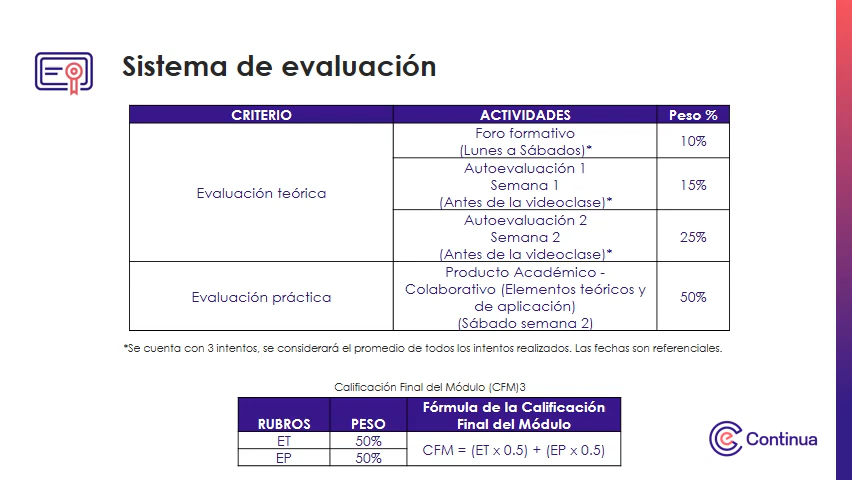 Sistema de evaluación
CRITERIO ACTIVIDADES Peso %
Evaluación teórica
Foro formativo
(Lunes a Sábados)*
10%
Autoevaluación 1
Semana 1
(Antes de la videoclase)*
15%
Autoevaluación 2
Semana 2
(Antes de la videoclase)*
25%
Evaluación práctica
Producto Académico -
Colaborativo (Elementos teóricos y
de aplicación)
(Sábado semana 2)
50%
*Se cuenta con 3 intentos, se considerará el promedio de todos los intentos realizados. Las fechas son referenciales.
Calificación Final del Módulo (CFM)3
RUBROS PESO
Fórmula de la Calificación
Final del Módulo
ET 50%
EP 50%
CFM = (ET x 0.5) + (EP x 0.5)
Continua